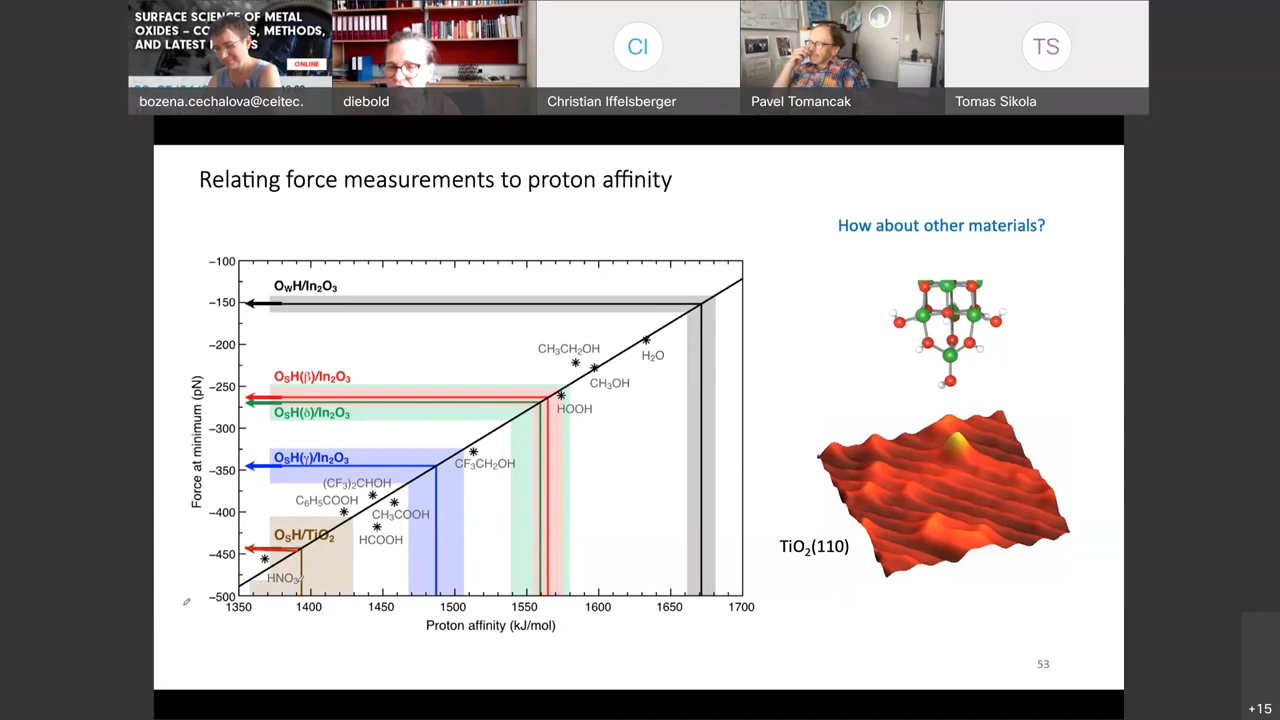 SURFACE SCIENCE OF METAL
OXIDES – METHODS,
AND LATEST
ONLINE
bozena.cechalova@ceitec.
diebold
CI
Christian Iffelsberger
Pavel Tomancak
TS
Tomas Sikola
Relating force measurements to proton affinity
How about other materials?
−100
−150
−200
−250
−300
−350
−400
−450
−500
Force at minimum (pN)
OwH/In₂O₃
OₛH(β)/In₂O₃
OₛH(δ)/In₂O₃
OₛH(γ)/In₂O₃
OₛH/TiO₂
CH₃CH₂OH
H₂O
CH₃OH
HOOH
CF₃CH₂OH
(CF₃)₂CHOH
C₆H₅COOH
CH₃COOH
HCOOH
HNO₃
1350 1400 1450 1500 1550 1600 1650 1700
Proton affinity (kJ/mol)
TiO₂(110)
53
+15